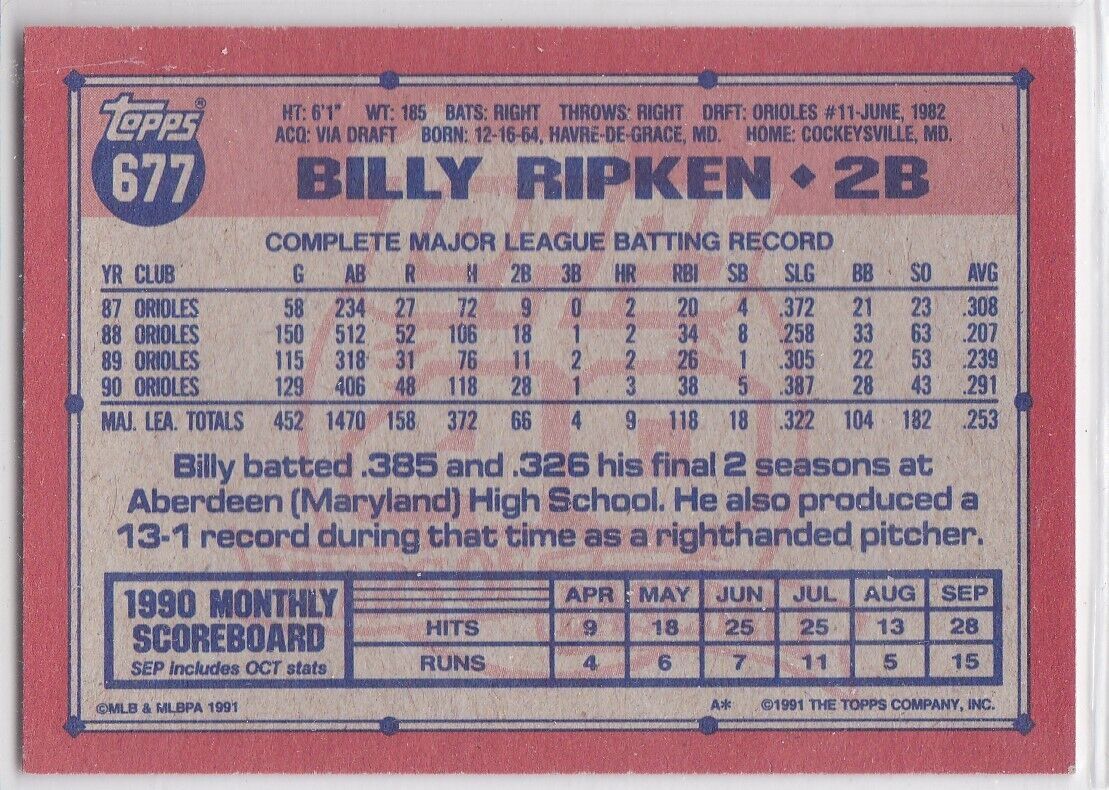 Topps®
677
HT: 6'1" WT: 185 BATS: RIGHT THROWS: RIGHT DRFT: ORIOLES #11-JUNE, 1982
ACQ: VIA DRAFT BORN: 12-16-64, HAVRE-DE-GRACE, MD. HOME: COCKEYSVILLE, MD.
BILLY RIPKEN ◆ 2B
COMPLETE MAJOR LEAGUE BATTING RECORD
YR CLUB G AB R H 2B 3B HR RBI SB SLG BB SO AVG
87 ORIOLES 58 234 27 72 9 0 2 20 4 .372 21 23 .308
88 ORIOLES 150 512 52 106 18 1 2 34 8 .258 33 63 .207
89 ORIOLES 115 318 31 76 11 2 2 26 1 .305 22 53 .239
90 ORIOLES 129 406 48 118 28 1 3 38 5 .387 28 43 .291
MAJ. LEA. TOTALS 452 1470 158 372 66 4 9 118 18 .322 104 182 .253
Billy batted .385 and .326 his final 2 seasons at
Aberdeen (Maryland) High School. He also produced a
13-1 record during that time as a righthanded pitcher.
1990 MONTHLY
SCOREBOARD
SEP includes OCT stats
APR MAY JUN JUL AUG SEP
HITS 9 18 25 25 13 28
RUNS 4 6 7 11 5 15
©MLB & MLBPA 1991 A* ©1991 THE TOPPS COMPANY, INC.